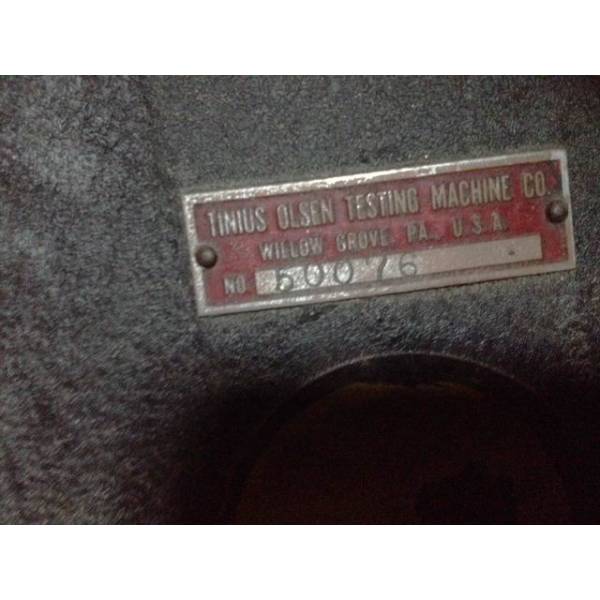 TINIUS OLSEN TESTING MACHINE CO.
WILLOW GROVE, PA., U.S.A.
NO. 50076